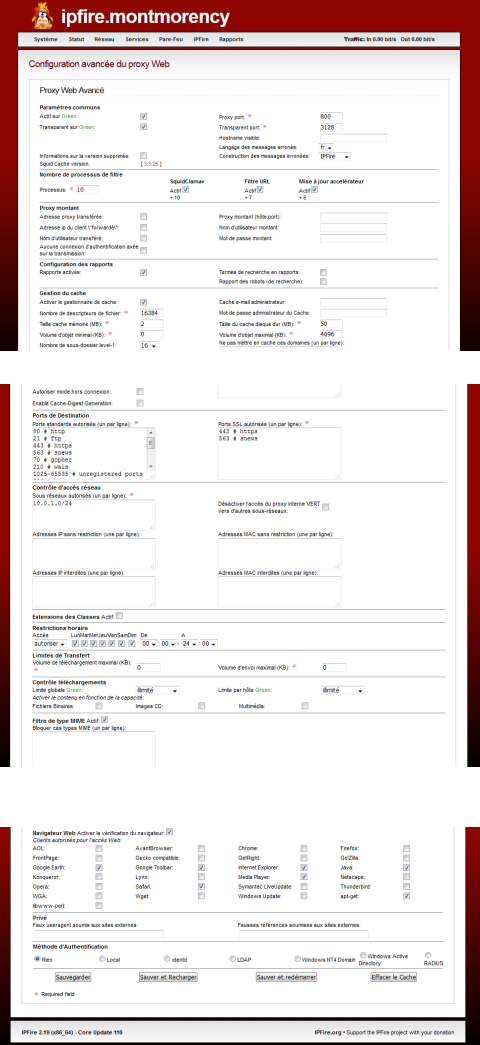 ipfire.montmorency
Système Statut Réseau Services Pare-Feu IPFire Rapports Traffic: In 0.00 bit/s Out 0.00 bit/s
Configuration avancée du proxy Web
Proxy Web Avancé
Paramètres communs
Actif sur Green: Proxy port: * 800
Transparent sur Green: Transparent port: * 3128
Hostname visible:
Langage des messages erronés: fr
Informations sur la version supprimée: Construction des messages erronées: IPFire
Squid Cache version: [ 3.5.25 ]
Nombre de processus de filtre
SquidClamav Filtre URL Mise à jour accélérateur
Processus: * 10 Actif Actif Actif
+ 10 + 7 + 6
Proxy montant
Adresse proxy transférée: Proxy montant (hôte:port):
Adresse ip du client \"forwardé\": Nom d'utilisateur montant:
Nom d'utilisateur transféré: Mot de passe montant:
Aucune connexion d'authentification axée
sur la transmission:
Configuration des rapports
Rapports activés: Termes de recherche en rapports:
Rapport des robots (de recherche):
Gestion du cache
Activer le gestionnaire de cache: Cache e-mail administrateur:
Nombre de descripteurs de fichier: * 16384 Mot de passe administrateur du Cache:
Taille cache mémoire (MB): * 2 Taille du cache disque dur (MB): * 50
Volume d'objet minimal (KB): * 0 Volume d'objet maximal (KB): * 4096
Nombre de sous-dossier level-1: 16 Ne pas mettre en cache ces domaines (un par ligne):
Autoriser mode hors connexion:
Enable Cache-Digest Generation:
Ports de Destination
Ports standards autorisés (un par ligne): * Ports SSL autorisés (un par ligne): *
80 # http 443 # https
21 # ftp 563 # snews
443 # https
563 # snews
70 # gopher
210 # wais
1025-65535 # unregistered ports
Contrôle d'accès réseau
Sous réseaux autorisés (un par ligne): *
10.0.1.0/24 Désactiver l'accès du proxy interne VERT
vers d'autres sous-réseaux:
Adresses IP sans restriction (une par ligne): Adresses MAC sans restriction (une par ligne):
Adresses IP interdites (une par ligne): Adresses MAC interdites (une par ligne):
Extensions des Classes Actif
Restrictions horaire
Accès LunMarMerJeuVenSamDim De A
autoriser 00 : 00 - 24 : 00
Limites de Transfert
Volume de téléchargement maximal (KB):
* 0 Volume d'envoi maximal (KB): * 0
Contrôle téléchargements
Limite globale Green: illimité Limite par hôte Green: illimité
Activer le contenu en fonction de la capacité:
Fichiers Binaires: Images CD: Multimédia:
Filtre de type MIME Actif
Bloquer ces types MIME (un par ligne):
Navigateur Web Activer la vérification du navigateur:
Clients autorisés pour l'accès Web:
AOL: AvantBrowser: Chrome: Firefox:
FrontPage: Gecko compatible: GetRight: Go!Zilla:
Google Earth: Google Toolbar: Internet Explorer: Java:
Konqueror: Lynx: Media Player: Netscape:
Opera: Safari: Symantec LiveUpdate: Thunderbird:
WGA: Wget: Windows Update: apt-get:
libwww-perl
Privé
Faux useragent soumis aux sites externes: Fausses références soumises aux sites externes:
Méthode d'Authentification
Rien Local identd LDAP Windows NT4 Domain Windows Active
Directory RADIUS
Sauvegarder Sauver et Recharger Sauver et redémarrer Effacer le Cache
* Required field
IPFire 2.19 (x86_64) - Core Update 110 IPFire.org • Support the IPFire project with your donation